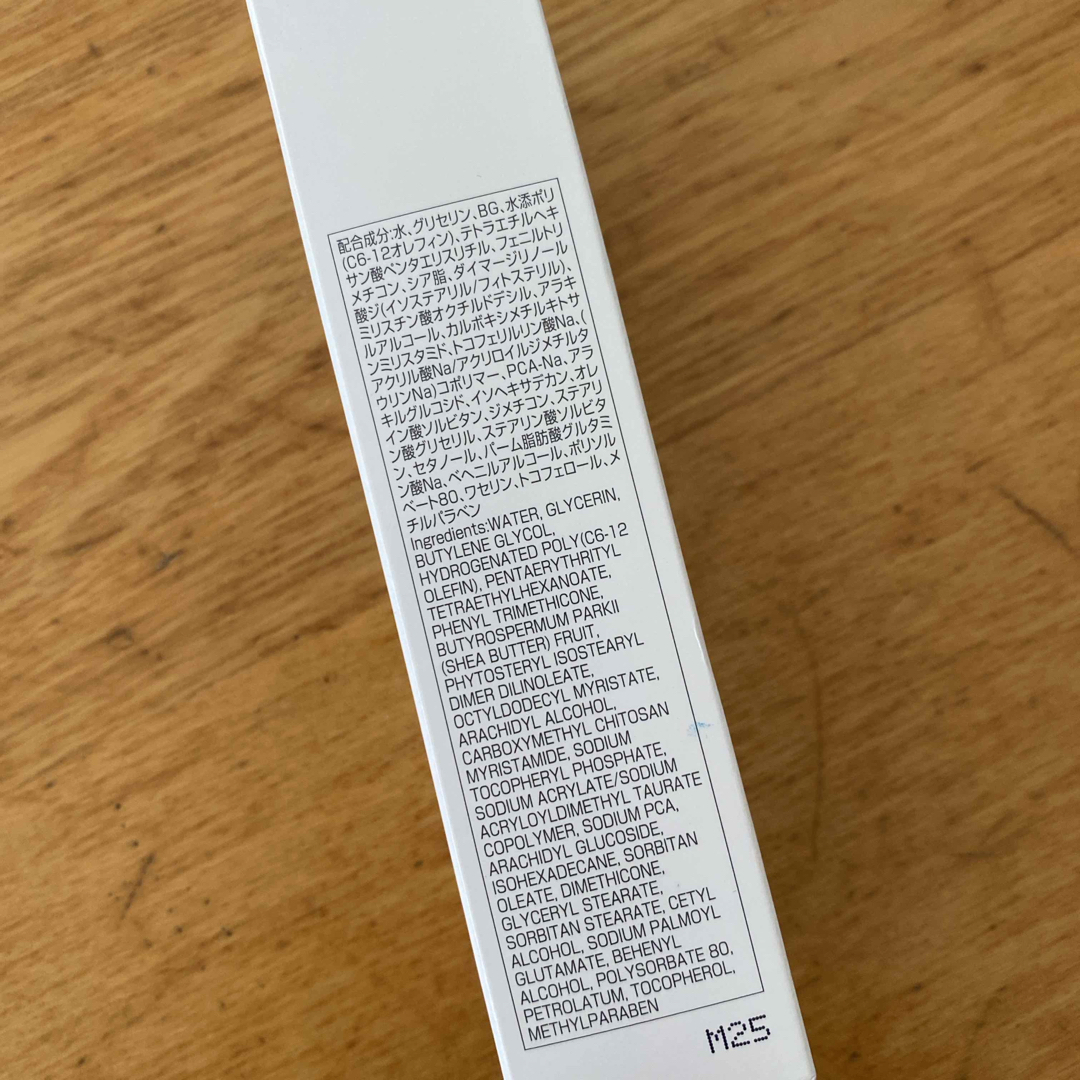 配合成分:水、グリセリン、BG、水添ポリ
(C6-12オレフィン)、テトラエチルヘキ
サン酸ペンタエリスリチル、フェニルトリ
メチコン、シア脂、ダイマージリノール
酸ジ(イソステアリル/フィトステリル)、
ミリスチン酸オクチルドデシル、アラキ
ルアルコール、カルボキシメチルキトサ
ンミリスタミド、トコフェリルリン酸Na、(
アクリル酸Na/アクリロイルジメチルタ
ウリンNa)コポリマー、PCA-Na、アラ
キルグルコシド、イソヘキサデカン、オレ
イン酸ソルビタン、ジメチコン、ステアリ
ン酸グリセリル、ステアリン酸ソルビタ
ン、セタノール、パーム脂肪酸グルタミ
ン酸Na、ベヘニルアルコール、ポリソル
ベート80、ワセリン、トコフェロール、メ
チルパラベン
Ingredients:WATER, GLYCERIN,
BUTYLENE GLYCOL,
HYDROGENATED POLY(C6-12
OLEFIN), PENTAERYTHRITYL
TETRAETHYLHEXANOATE,
PHENYL TRIMETHICONE,
BUTYROSPERMUM PARKII
(SHEA BUTTER) FRUIT,
PHYTOSTERYL ISOSTEARYL
DIMER DILINOLEATE,
OCTYLDODECYL MYRISTATE,
ARACHIDYL ALCOHOL,
CARBOXYMETHYL CHITOSAN
MYRISTAMIDE, SODIUM
TOCOPHERYL PHOSPHATE,
SODIUM ACRYLATE/SODIUM
ACRYLOYLDIMETHYL TAURATE
COPOLYMER, SODIUM PCA,
ARACHIDYL GLUCOSIDE,
ISOHEXADECANE, SORBITAN
OLEATE, DIMETHICONE,
GLYCERYL STEARATE,
SORBITAN STEARATE, CETYL
ALCOHOL, SODIUM PALMOYL
GLUTAMATE, BEHENYL
ALCOHOL, POLYSORBATE 80,
PETROLATUM, TOCOPHEROL,
METHYLPARABEN
M25